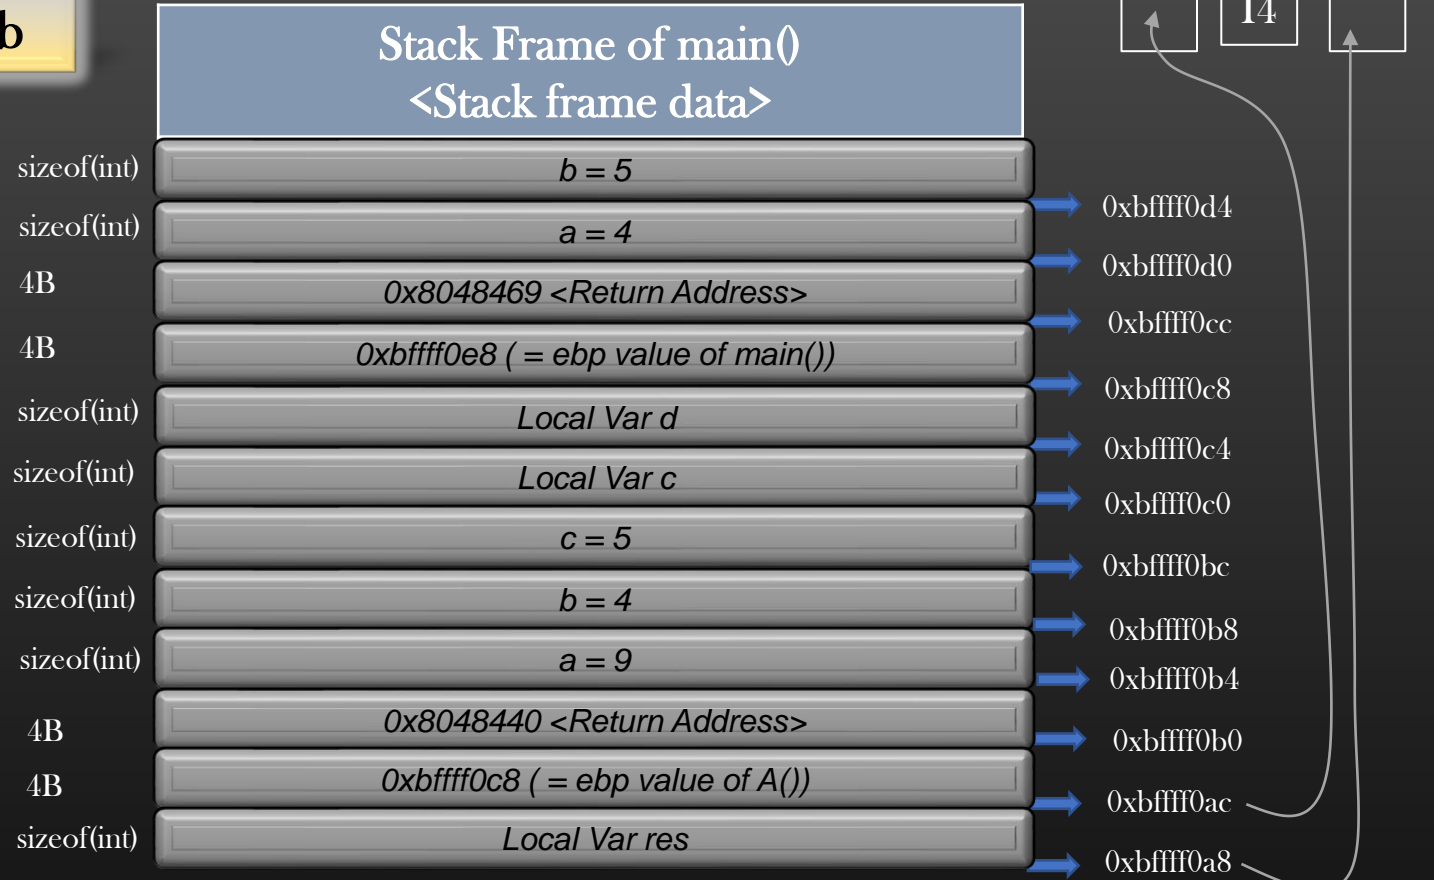 b
14
Stack Frame of main()
<Stack frame data>
sizeof(int)
b = 5
0xbffff0d4
sizeof(int)
a = 4
0xbffff0d0
4B
0x8048469 <Return Address>
0xbffff0cc
4B
0xbffff0e8 ( = ebp value of main())
0xbffff0c8
sizeof(int)
Local Var d
0xbffff0c4
sizeof(int)
Local Var c
0xbffff0c0
sizeof(int)
c = 5
0xbffff0bc
sizeof(int)
b = 4
0xbffff0b8
sizeof(int)
a = 9
0xbffff0b4
4B
0x8048440 <Return Address>
0xbffff0b0
4B
0xbffff0c8 ( = ebp value of A())
0xbffff0ac
sizeof(int)
Local Var res
0xbffff0a8